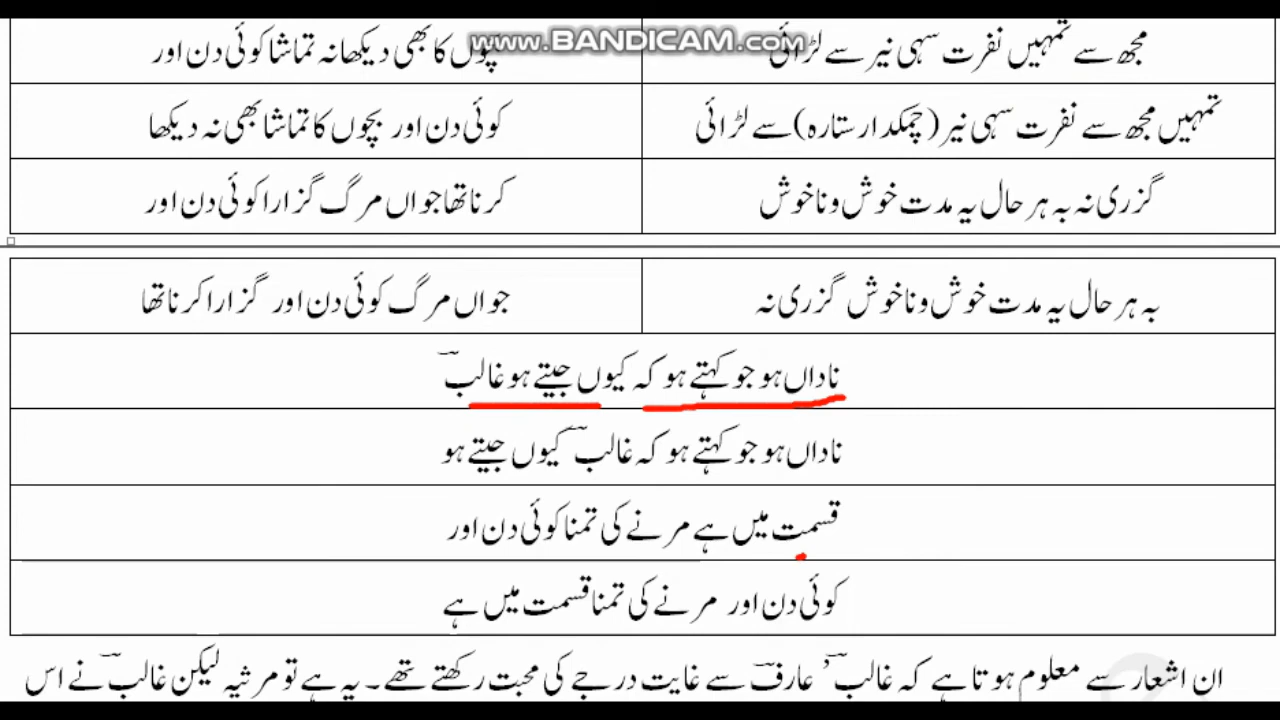 www.BANDICAM.com
مجھ سے تمہیں نفرت سہی نیر سے لڑائی
بچوں کا بھی دیکھا نہ تماشا کوئی دن اور
تمہیں مجھ سے نفرت سہی نیر (چمکدار ستارہ) سے لڑائی
کوئی دن اور بچوں کا تماشا بھی نہ دیکھا
گزری نہ بہ ہر حال یہ مدت خوش و ناخوش
کرنا تھا جواں مرگ گزارا کوئی دن اور
بہ ہر حال یہ مدت خوش و ناخوش گزری نہ
جواں مرگ کوئی دن اور گزارا کرنا تھا
ناداں ہو جو کہتے ہو کہ کیوں جیتے ہو غالبؔ
ناداں ہو جو کہتے ہو کہ غالبؔ کیوں جیتے ہو
قسمت میں ہے مرنے کی تمنا کوئی دن اور
کوئی دن اور مرنے کی تمنا قسمت میں ہے
ان اشعار سے معلوم ہوتا ہے کہ غالبؔ، عارفؔ سے غایت درجے کی محبت رکھتے تھے۔ یہ ہے تو مرثیہ لیکن غالبؔ نے اس